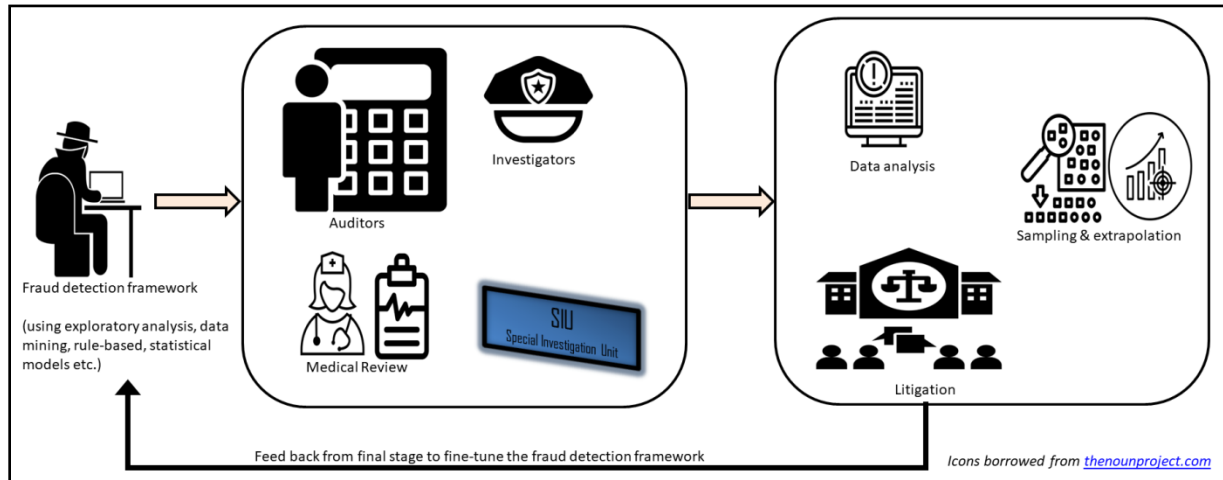 Fraud detection framework
(using exploratory analysis, data
mining, rule-based, statistical
models etc.)
Auditors
Investigators
Medical Review
SIU
Special Investigation Unit
Data analysis
Sampling & extrapolation
Litigation
Feed back from final stage to fine-tune the fraud detection framework
Icons borrowed from thenounproject.com